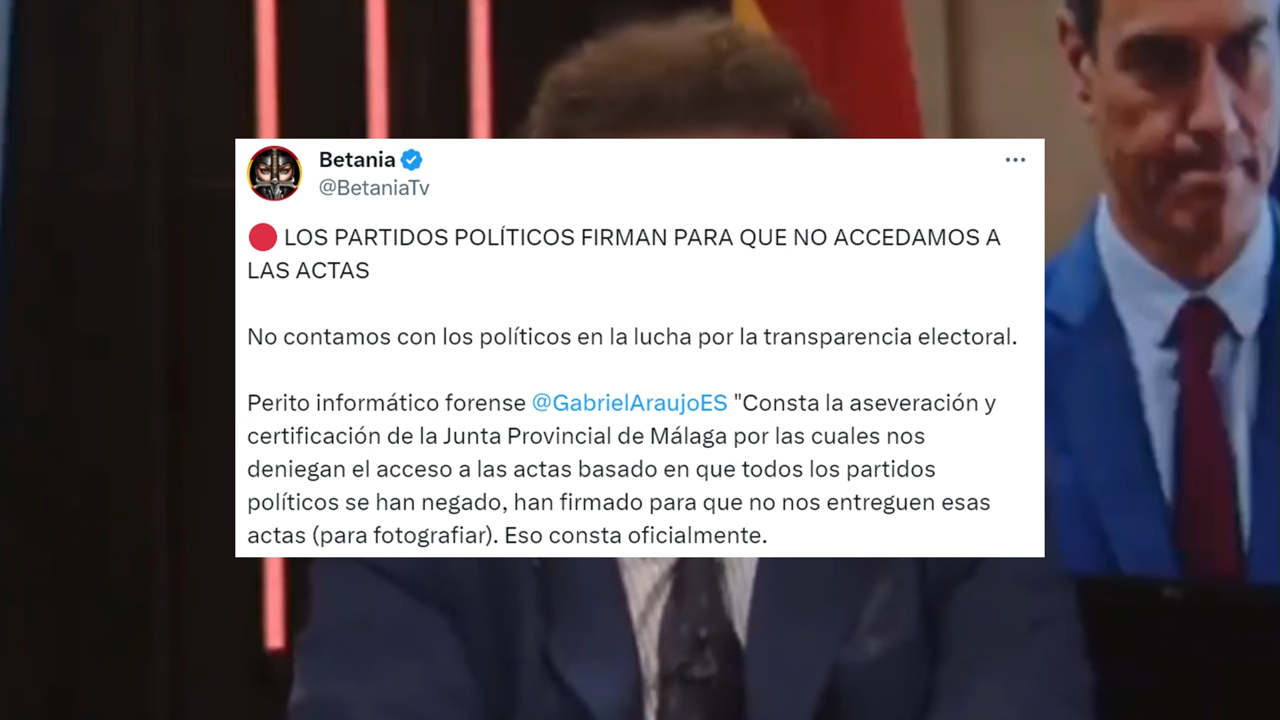 Betania
@BetaniaTv
LOS PARTIDOS POLÍTICOS FIRMAN PARA QUE NO ACCEDAMOS A
LAS ACTAS
No contamos con los políticos en la lucha por la transparencia electoral.
Perito informático forense @GabrielAraujoES "Consta la aseveración y
certificación de la Junta Provincial de Málaga por las cuales nos
deniegan el acceso a las actas basado en que todos los partidos
políticos se han negado, han firmado para que no nos entreguen esas
actas (para fotografiar). Eso consta oficialmente.